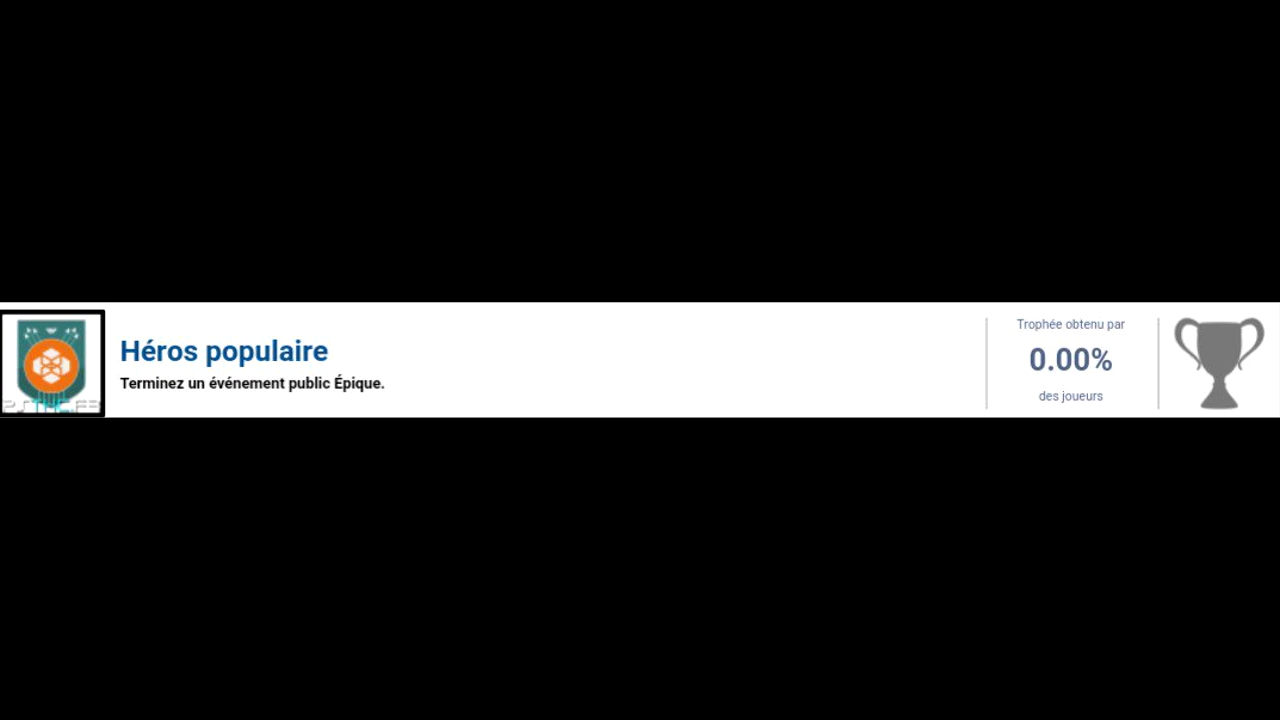 Héros populaire
Terminez un événement public Épique.
Trophée obtenu par
0.00%
des joueurs